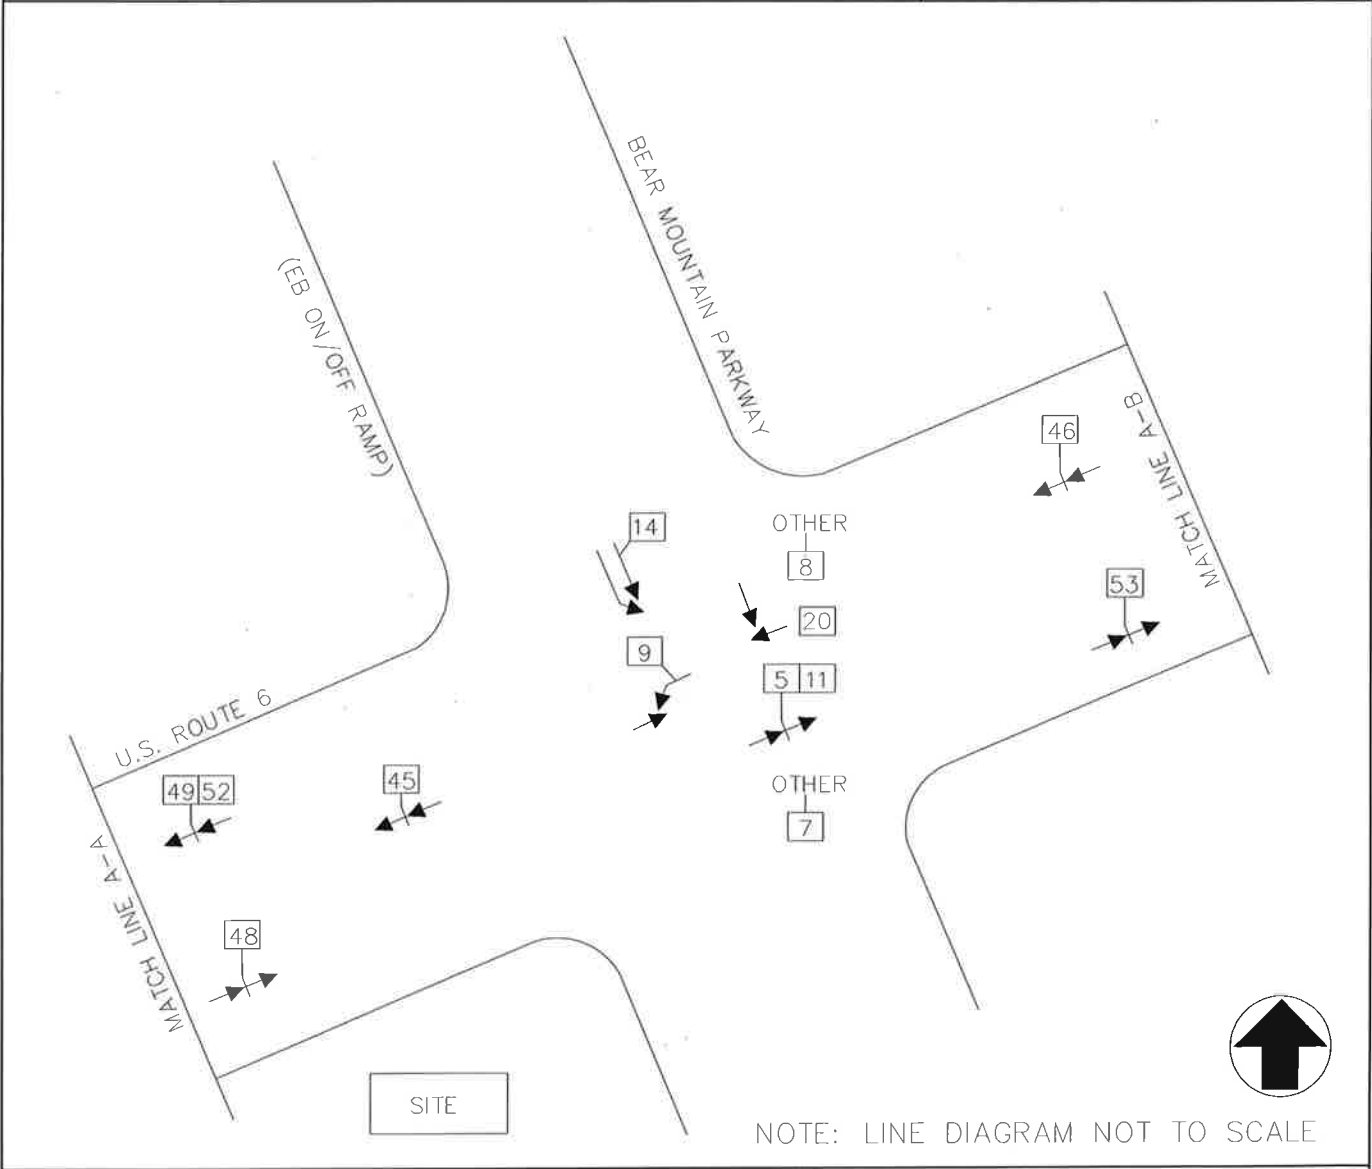 BEAR MOUNTAIN PARKWAY
(EB ON/OFF RAMP)
MATCH LINE A-B
46
14
OTHER
8
53
20
9
5 11
U.S. ROUTE 6
49 52
45
OTHER
7
MATCH LINE A-A
48
SITE
NOTE: LINE DIAGRAM NOT TO SCALE